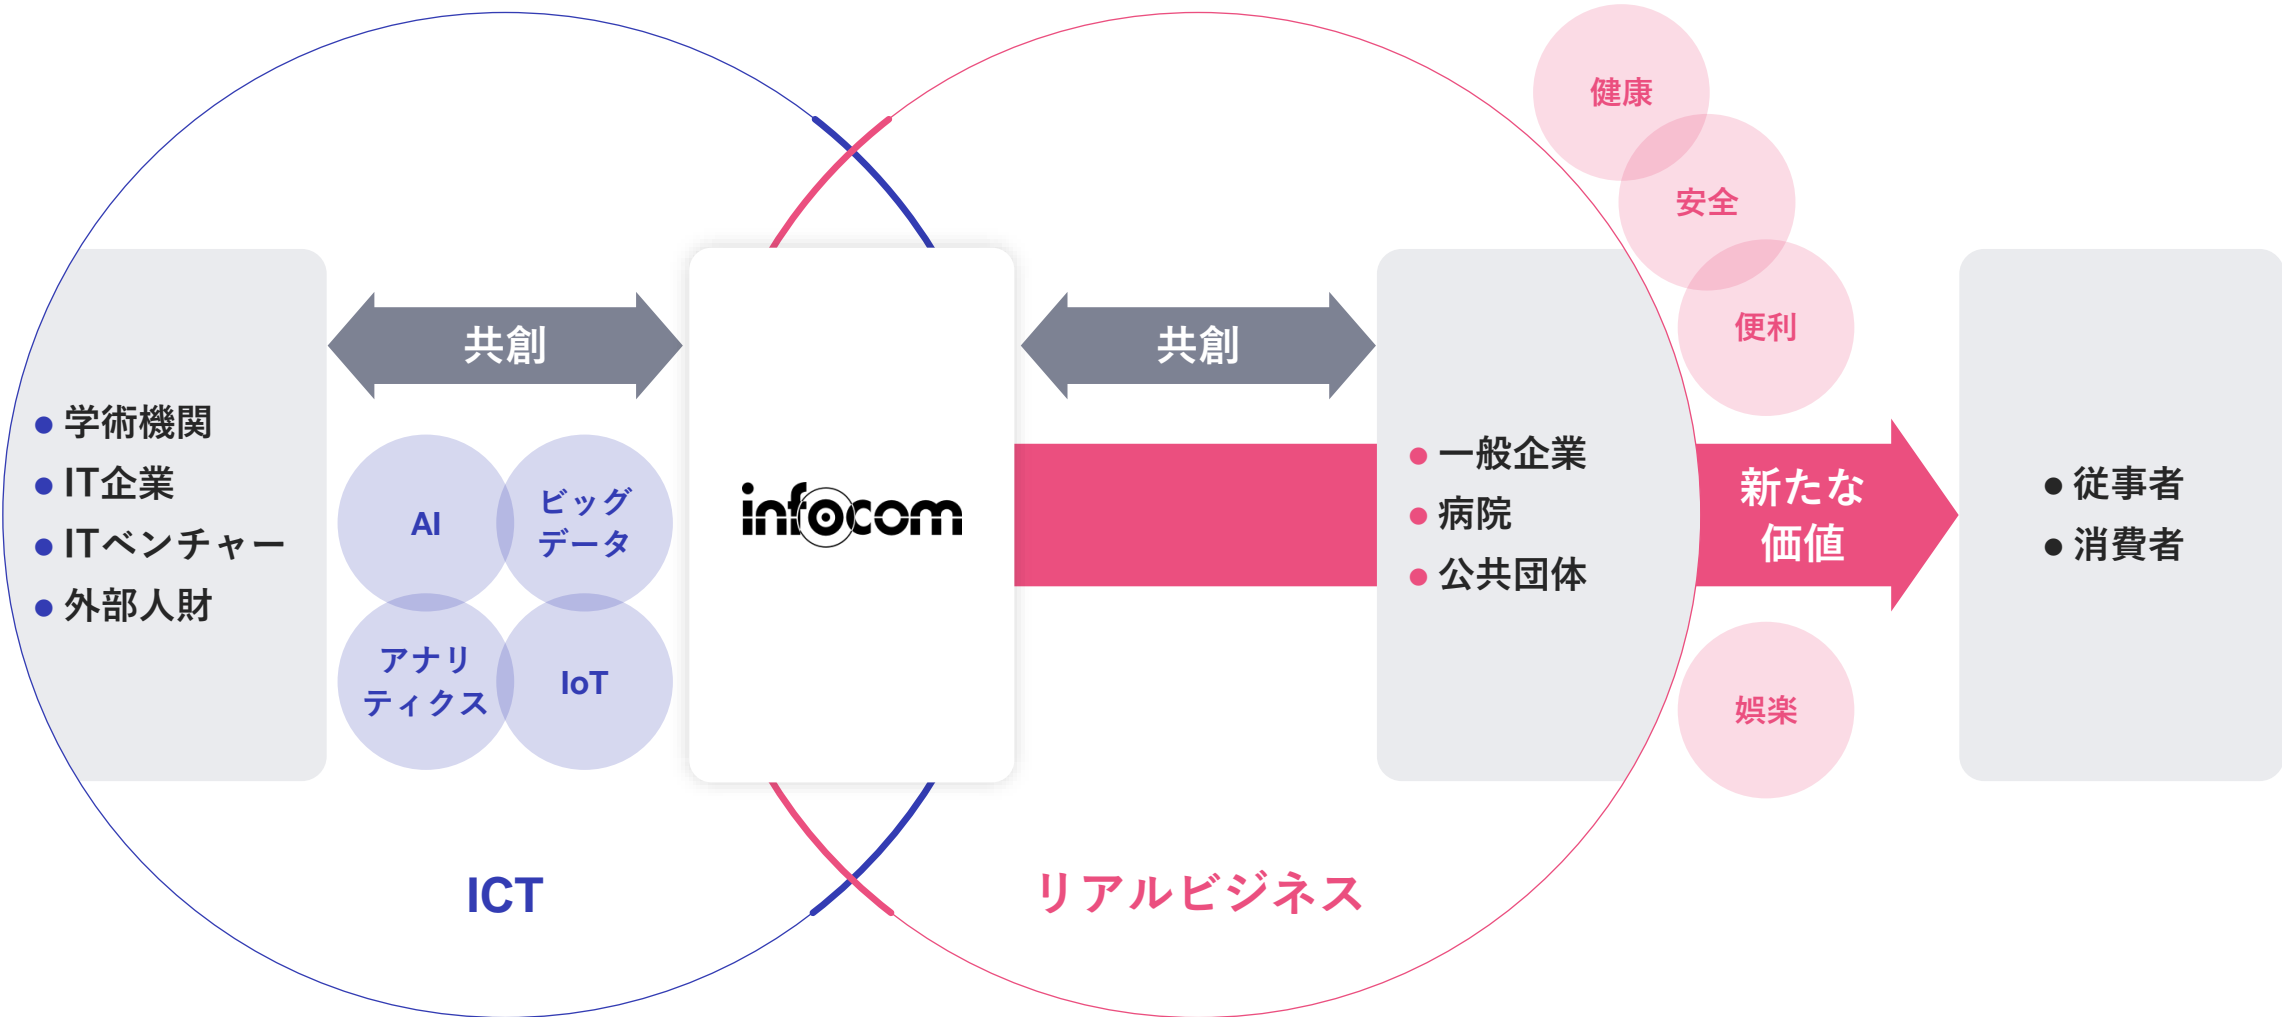 学術機関
IT企業
ITベンチャー
外部人財
共創
AI
ビッグ
データ
アナリ
ティクス
IoT
ICT
infocom
共創
リアルビジネス
一般企業
病院
公共団体
健康
安全
便利
新たな
価値
娯楽
従事者
消費者